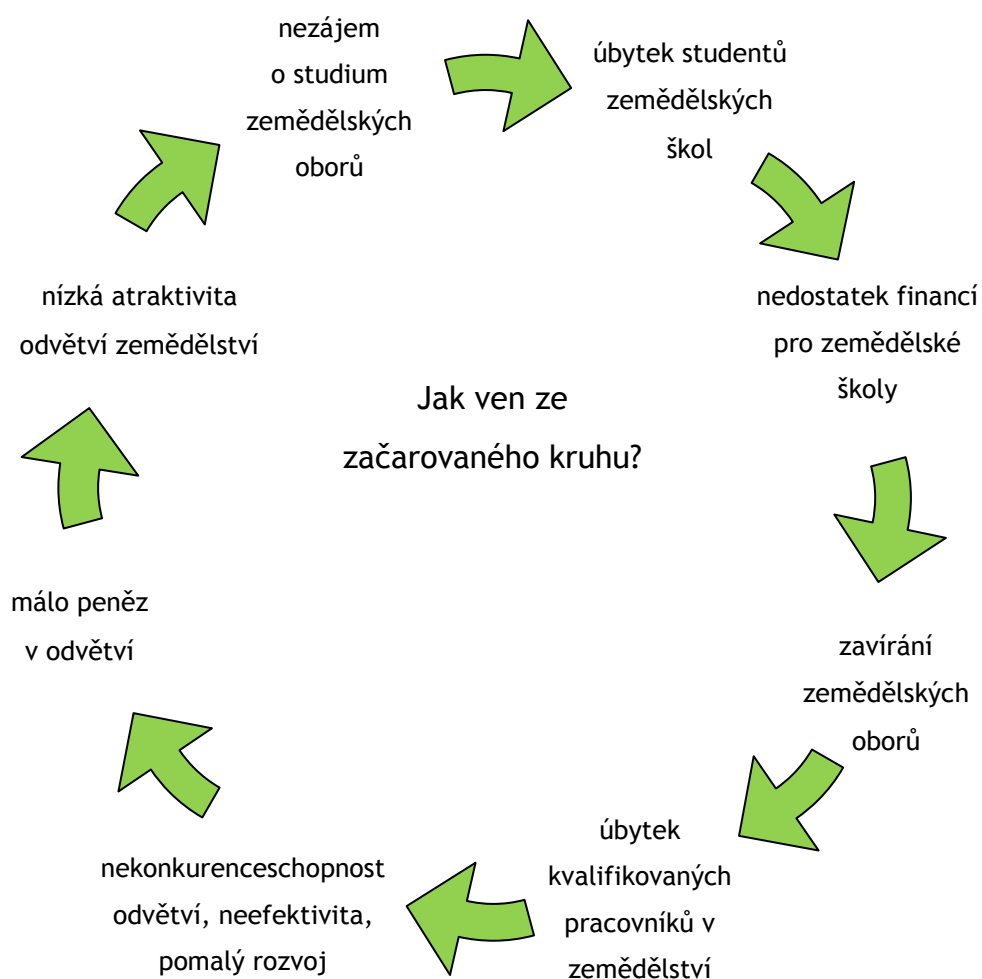 nezájem
o studium
zemědělských
oborů
úbytek studentů
zemědělských
škol
nedostatek financí
pro zemědělské
školy
zavírání
zemědělských
oborů
úbytek
kvalifikovaných
pracovníků v
zemědělství
nekonkurenceschopnost
odvětví, neefektivita,
pomalý rozvoj
málo peněz
v odvětví
nízká atraktivita
odvětví zemědělství
Jak ven ze
začarovaného kruhu?